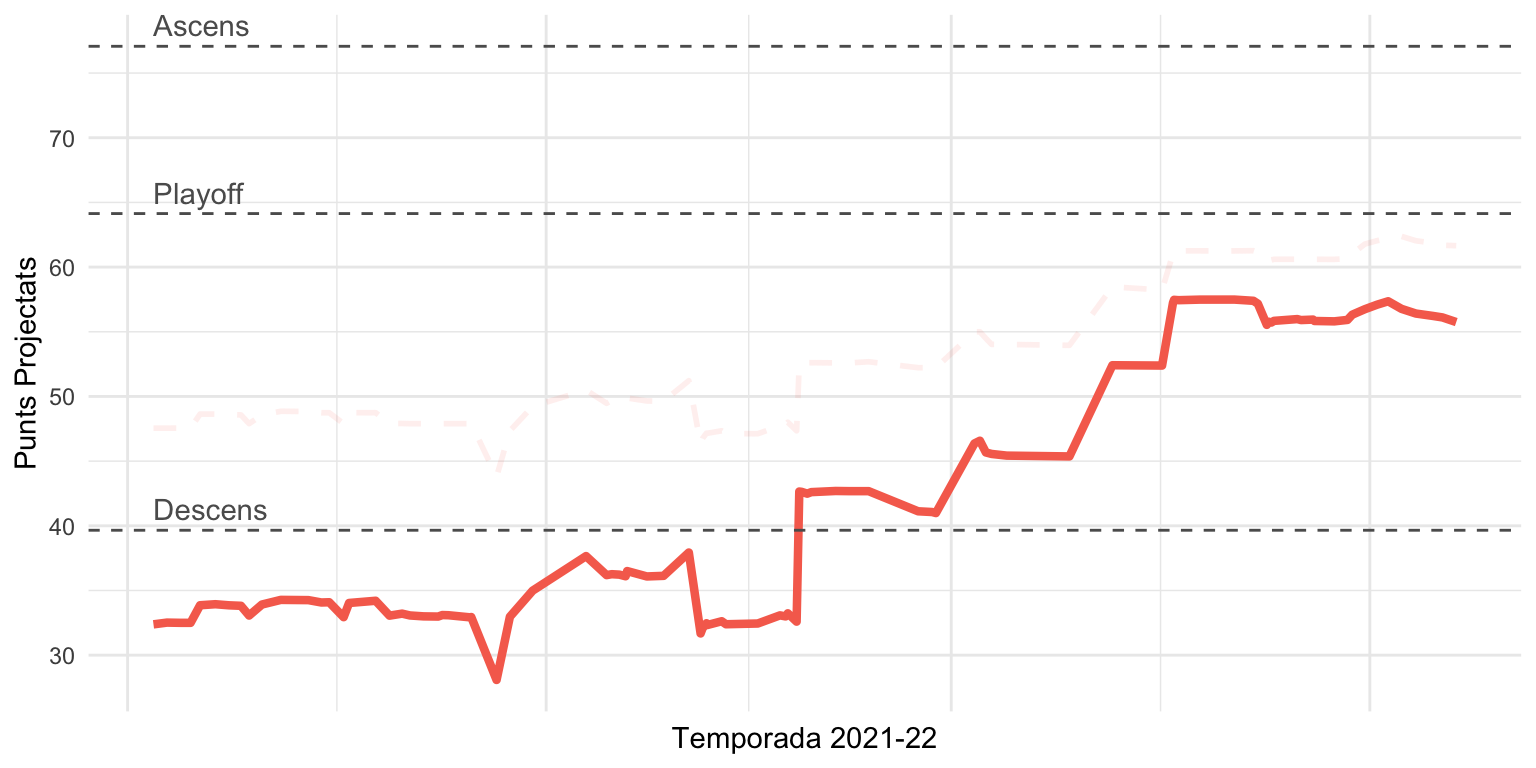 Ascens
70
Playoff
60
Punts Projectats
50
Descens
40
30
Temporada 2021-22